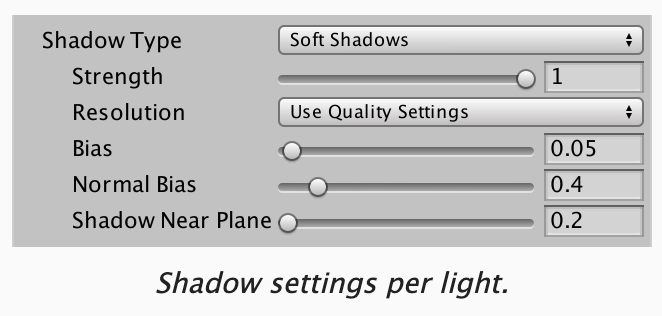 Shadow Type Soft Shadows
Strength 1
Resolution Use Quality Settings
Bias 0.05
Normal Bias 0.4
Shadow Near Plane 0.2
Shadow settings per light.